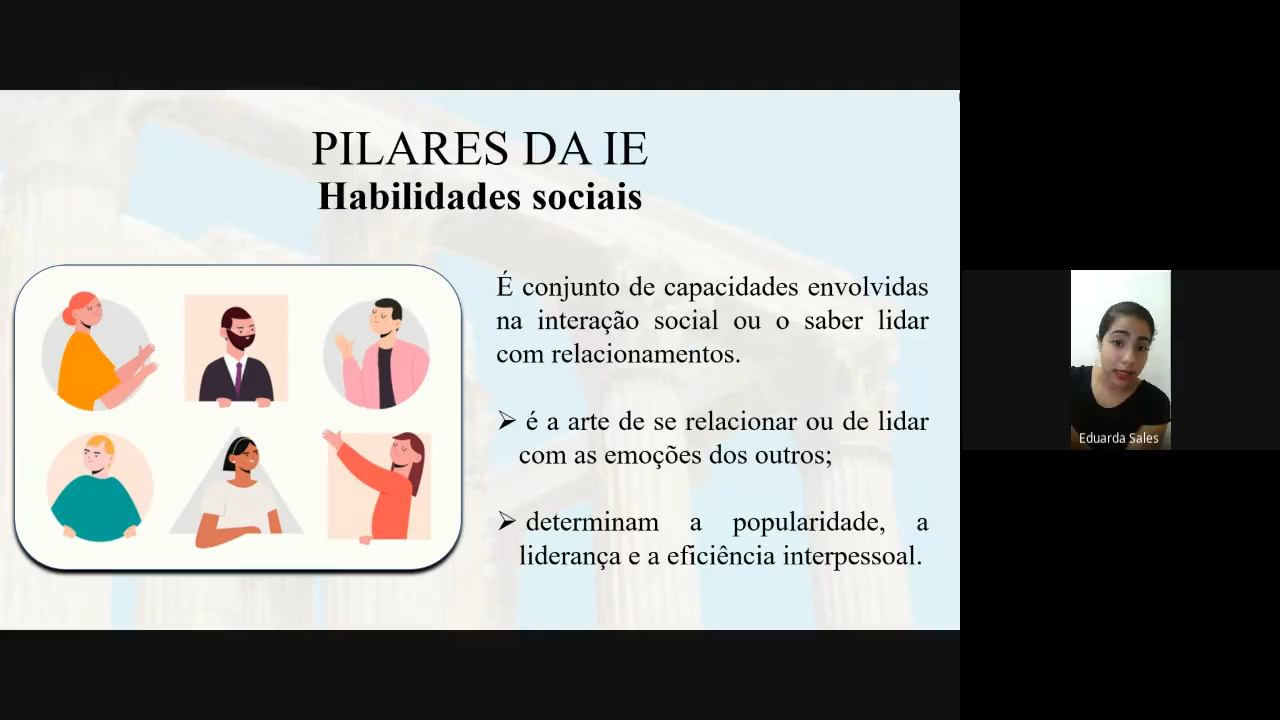 PILARES DA IE
Habilidades sociais
É conjunto de capacidades envolvidas
na interação social ou o saber lidar
com relacionamentos.
➢ é a arte de se relacionar ou de lidar
com as emoções dos outros;
➢ determinam a popularidade, a
liderança e a eficiência interpessoal.
Eduarda Sales